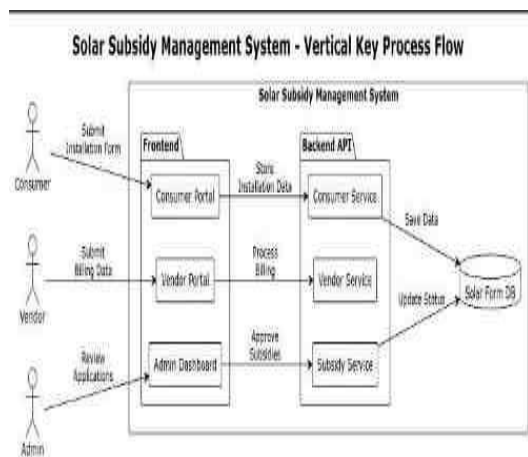 Solar Subsidy Management System - Vertical Key Process Flow
Solar Subsidy Management System
Frontend
Backend API
Submit
Installation Form
Consumer
Consumer Portal
Store
Installation Data
Consumer Service
Save Data
Submit
Billing Data
Vendor
Vendor Portal
Process
Billing
Vendor Service
Solar Form DB
Update Status
Review
Applications
Admin
Admin Dashboard
Approve
Subsidies
Subsidy Service